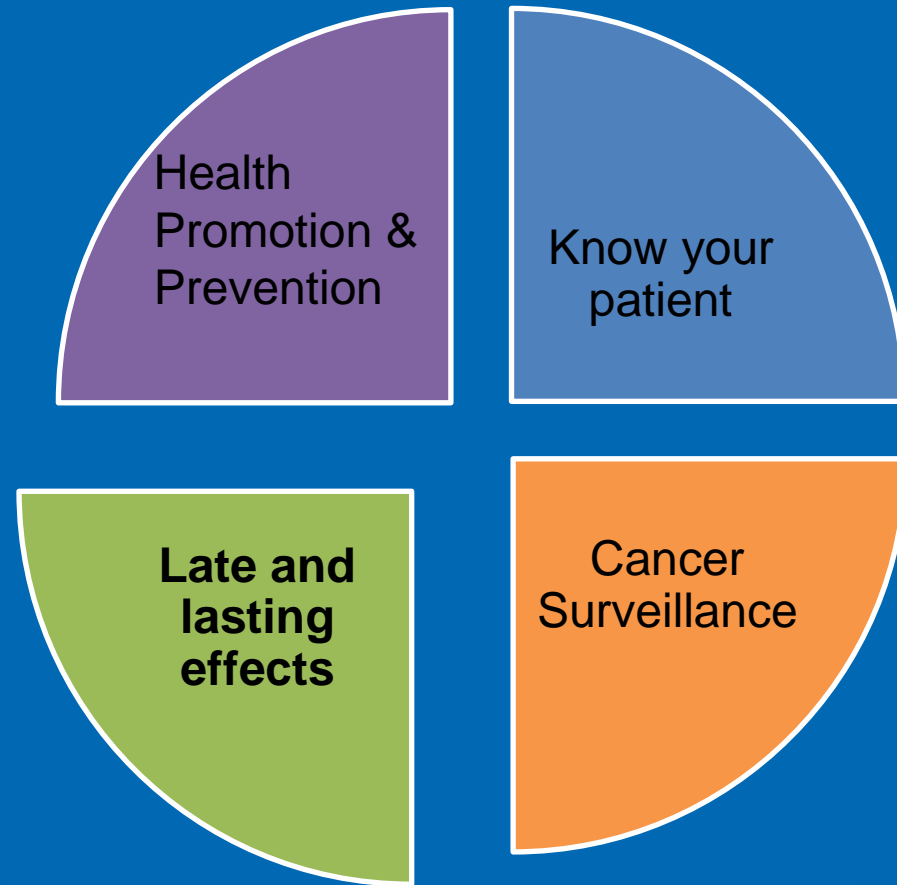 Health
Promotion &
Prevention
Know your
patient
Late and
lasting
effects
Cancer
Surveillance